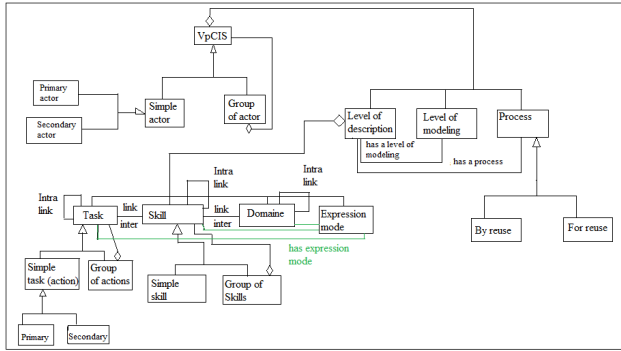 VpCIS
Primary
actor
Secondary
actor
Simple
actor
Group
of actor
Level of
description
Level of
modeling
Process
has a level of
modeling
has a process
By reuse
For reuse
Intra
link
Task
link
inter
Skill
Intra
link
link
inter
Domaine
Intra
link
Expression
mode
has expression
mode
Simple
task (action)
Group
of actions
Simple
skill
Group of
Skills
Primary
Secondary